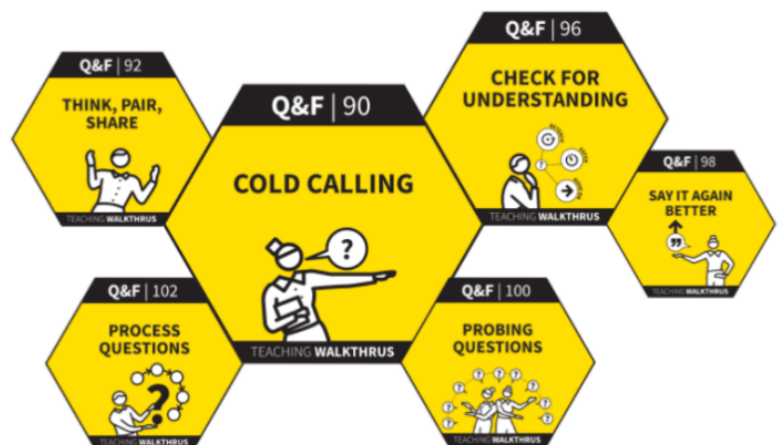 Q&F | 92
THINK, PAIR,
SHARE
TEACHING WALKTHRUS
Q&F | 90
COLD CALLING
?
TEACHING WALKTHRUS
Q&F | 96
CHECK FOR
UNDERSTANDING
?
TEACHING WALKTHRUS
Q&F | 98
SAY IT AGAIN
BETTER
TEACHING WALKTHRUS
Q&F | 102
PROCESS
QUESTIONS
?
TEACHING WALKTHRUS
Q&F | 100
PROBING
QUESTIONS
? ? ? ? ? ? ? ? ? ?
TEACHING WALKTHRUS